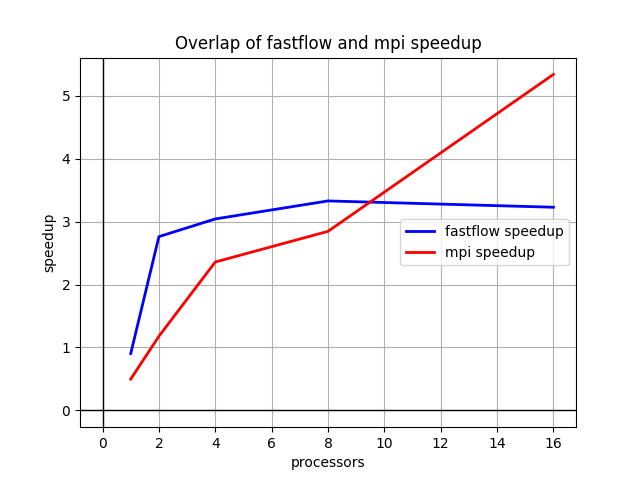 Overlap of fastflow and mpi speedup
speedup
5
4
3
2
1
0
fastflow speedup
mpi speedup
0 2 4 6 8 10 12 14 16
processors